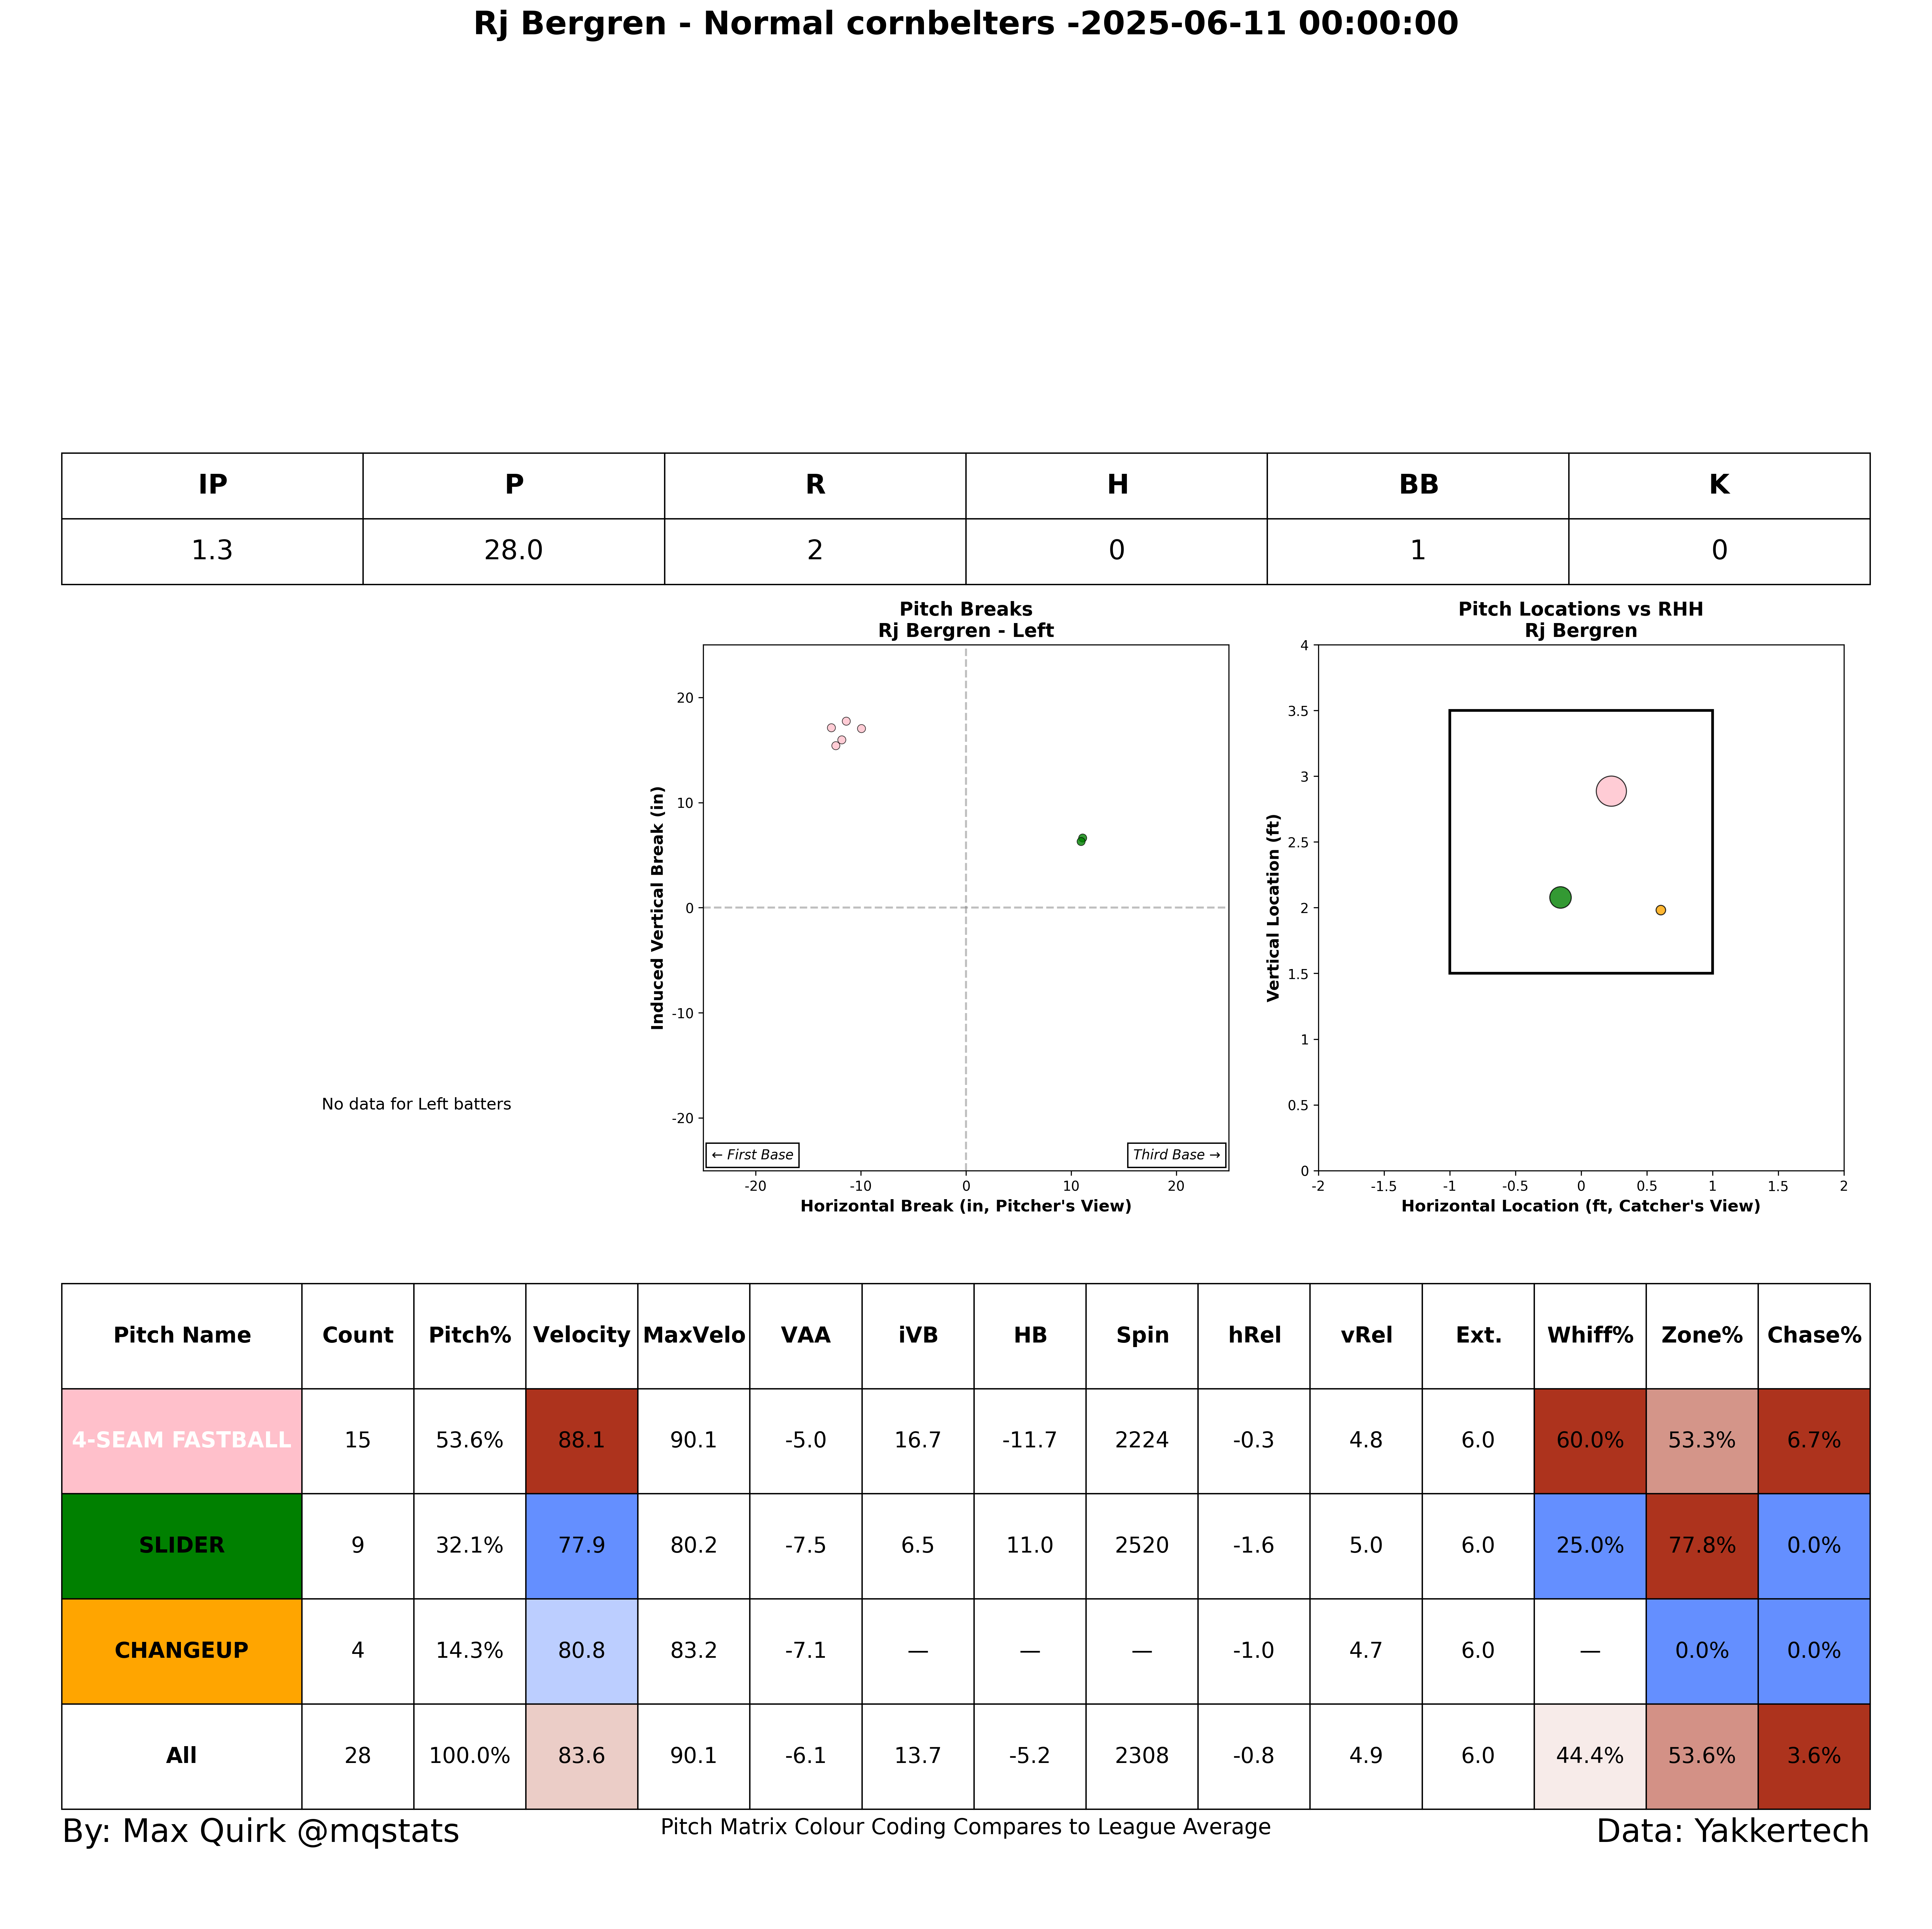 Rj Bergren - Normal cornbelters -2025-06-11 00:00:00
IP P R H BB K
1.3 28.0 2 0 1 0
No data for Left batters
Pitch Breaks
Rj Bergren - Left
Induced Vertical Break (in)
20
10
0
-10
-20
← First Base Third Base →
-20 -10 0 10 20
Horizontal Break (in, Pitcher's View)
Pitch Locations vs RHH
Rj Bergren
Vertical Location (ft)
4
3.5
3
2.5
2
1.5
1
0.5
0
-2 -1.5 -1 -0.5 0 0.5 1 1.5 2
Horizontal Location (ft, Catcher's View)
Pitch Name Count Pitch% Velocity MaxVelo VAA iVB HB Spin hRel vRel Ext. Whiff% Zone% Chase%
4-SEAM FASTBALL 15 53.6% 88.1 90.1 -5.0 16.7 -11.7 2224 -0.3 4.8 6.0 60.0% 53.3% 6.7%
SLIDER 9 32.1% 77.9 80.2 -7.5 6.5 11.0 2520 -1.6 5.0 6.0 25.0% 77.8% 0.0%
CHANGEUP 4 14.3% 80.8 83.2 -7.1 — — — -1.0 4.7 6.0 — 0.0% 0.0%
All 28 100.0% 83.6 90.1 -6.1 13.7 -5.2 2308 -0.8 4.9 6.0 44.4% 53.6% 3.6%
By: Max Quirk @mqstats
Pitch Matrix Colour Coding Compares to League Average
Data: Yakkertech